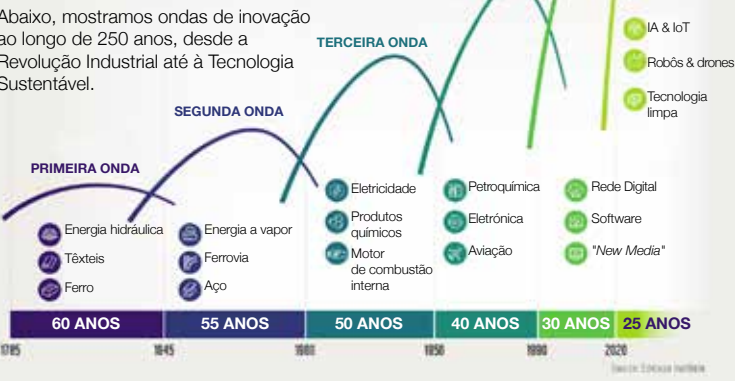 Abaixo, mostramos ondas de inovação
ao longo de 250 anos, desde a
Revolução Industrial até à Tecnologia
Sustentável.
PRIMEIRA ONDA
SEGUNDA ONDA
TERCEIRA ONDA
Energia hidráulica
Têxteis
Ferro
Energia a vapor
Ferrovia
Aço
Eletricidade
Produtos
químicos
Motor
de combustão
interna
Petroquímica
Eletrónica
Aviação
Rede Digital
Software
"New Media"
IA & IoT
Robôs & drones
Tecnologia
limpa
60 ANOS
55 ANOS
50 ANOS
40 ANOS
30 ANOS
25 ANOS
1785
1845
1900
1950
1990
2020